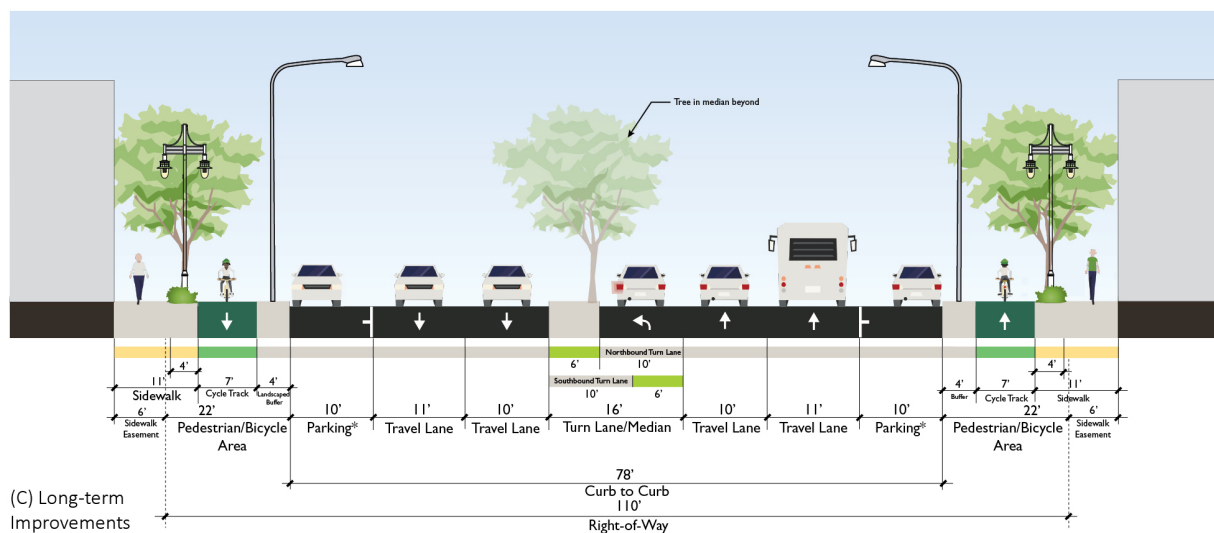 Tree in median beyond
Northbound Turn Lane
4' 6' 10' 4'
Southbound Turn Lane
11' 7' 4' 10' 6' 4' 7' 11'
Sidewalk Cycle Track Landscaped Buffer Buffer Cycle Track Sidewalk
6' 22' 10' 11' 10' 16' 10' 11' 10' 22' 6'
Sidewalk Easement Pedestrian/Bicycle Area Parking* Travel Lane Travel Lane Turn Lane/Median Travel Lane Travel Lane Parking* Pedestrian/Bicycle Area Sidewalk Easement
78'
Curb to Curb
(C) Long-term
Improvements
110'
Right-of-Way